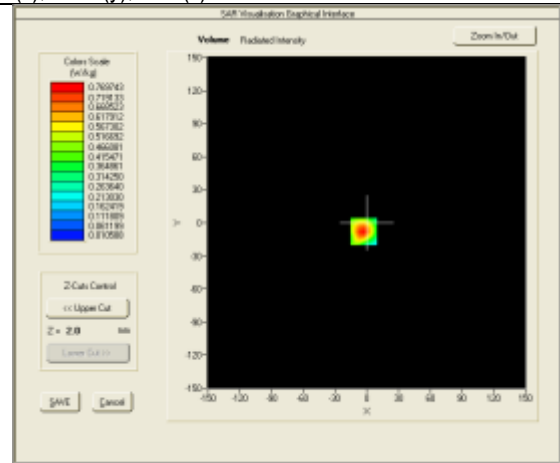 SAR Visualisation Graphical Interface
Volume Radiated Intensity
Zoom In/Out
Colors Scale
(W/Kg)
0.769743
0.719133
0.668523
0.617912
0.567302
0.516692
0.466081
0.415471
0.364861
0.314250
0.263640
0.213030
0.162419
0.111809
0.061199
0.010588
150
120
90
60
30
0
-30
-60
-90
-120
-150
Y
-150 -120 -90 -60 -30 0 30 60 90 120 150
X
Z-Cuts Control
<< Upper Cut
Z = 2.0 mm
Lower Cut >>
SAVE Cancel